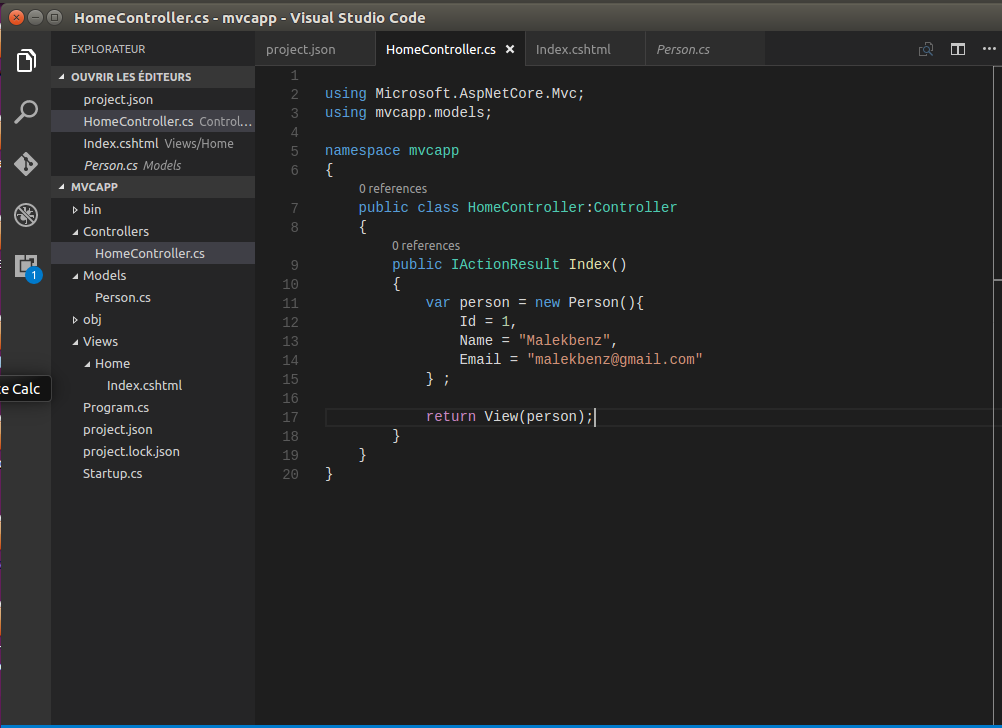 HomeController.cs - mvcapp - Visual Studio Code
EXPLORATEUR
OUVRIR LES ÉDITEURS
project.json
HomeController.cs Control...
Index.cshtml Views/Home
Person.cs Models
MVCAPP
bin
Controllers
HomeController.cs
Models
Person.cs
obj
Views
Home
Index.cshtml
Program.cs
project.json
project.lock.json
Startup.cs
1
Calc
project.json HomeController.cs Index.cshtml Person.cs
1
2 using Microsoft.AspNetCore.Mvc;
3 using mvcapp.models;
4
5 namespace mvcapp
6 {
0 references
7 public class HomeController:Controller
8 {
0 references
9 public IActionResult Index()
10 {
11 var person = new Person(){
12 Id = 1,
13 Name = "Malekbenz",
14 Email = "malekbenz@gmail.com"
15 } ;
16
17 return View(person);
18 }
19 }
20 }